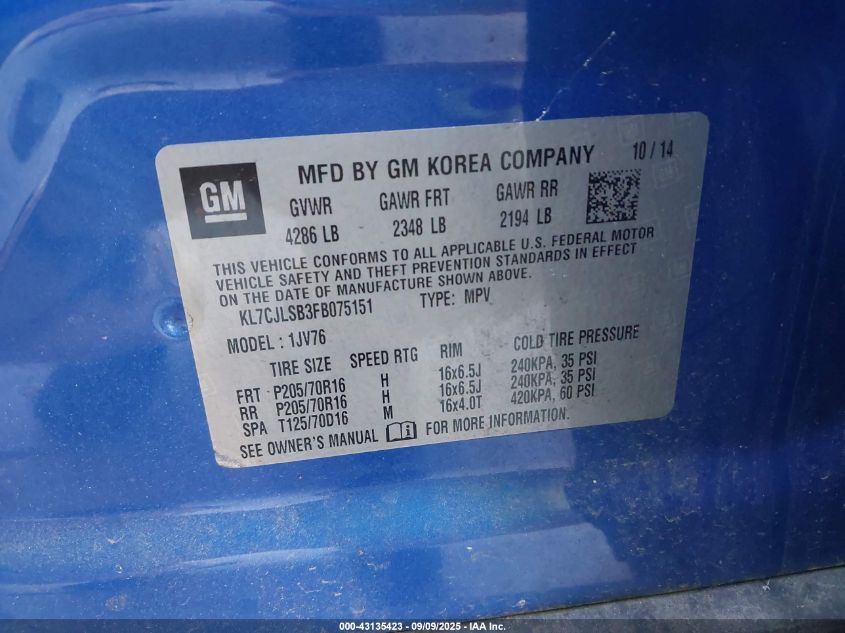 GM
MFD BY GM KOREA COMPANY 10 / 14
GVWR GAWR FRT GAWR RR
4286 LB 2348 LB 2194 LB
THIS VEHICLE CONFORMS TO ALL APPLICABLE U.S. FEDERAL MOTOR
VEHICLE SAFETY AND THEFT PREVENTION STANDARDS IN EFFECT
ON THE DATE OF MANUFACTURE SHOWN ABOVE.
KL7CJLSB3FB075151 TYPE: MPV
MODEL : 1JV76
TIRE SIZE SPEED RTG RIM COLD TIRE PRESSURE
FRT P205/70R16 H 16x6.5J 240KPA, 35 PSI
RR P205/70R16 H 16x6.5J 240KPA, 35 PSI
SPA T125/70D16 M 16x4.0T 420KPA, 60 PSI
SEE OWNER'S MANUAL i FOR MORE INFORMATION.
000-43135423 - 09/09/2025 - IAA Inc.